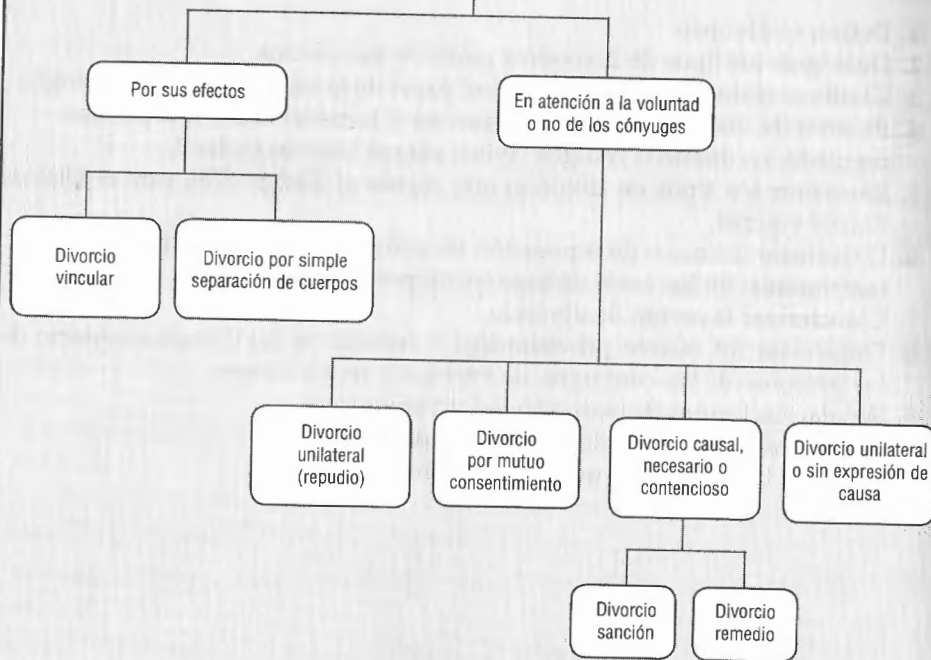 Por sus efectos
En atención a la voluntad
o no de los cónyuges
Divorcio
vincular
Divorcio por simple
separación de cuerpos
Divorcio
unilateral
(repudio)
Divorcio
por mutuo
consentimiento
Divorcio causal,
necesario o
contencioso
Divorcio unilateral
o sin expresión de
causa
Divorcio
sanción
Divorcio
remedio